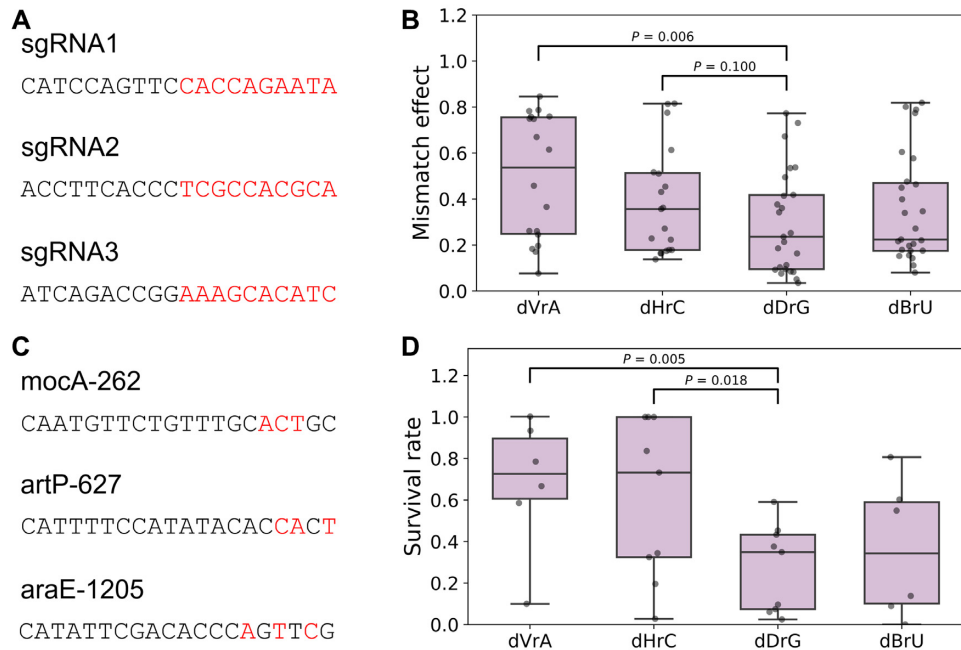 A
sgRNA1
CATCCAGTTCCACCAGAATA
sgRNA2
ACCTTCACCCTCGCCACGCA
sgRNA3
ATCAGACCGGAAAGCACATC
B
Mismatch effect
1.2
1.0
0.8
0.6
0.4
0.2
0.0
P = 0.006
P = 0.100
dVrA dHrC dDrG dBrU
C
mocA-262
CAATGTTCTGTTTGCACTGC
artP-627
CATTTTCCATATACACCACT
araE-1205
CATATTCGACACCCAGTTCG
D
Survival rate
1.2
1.0
0.8
0.6
0.4
0.2
0.0
P = 0.005
P = 0.018
dVrA dHrC dDrG dBrU